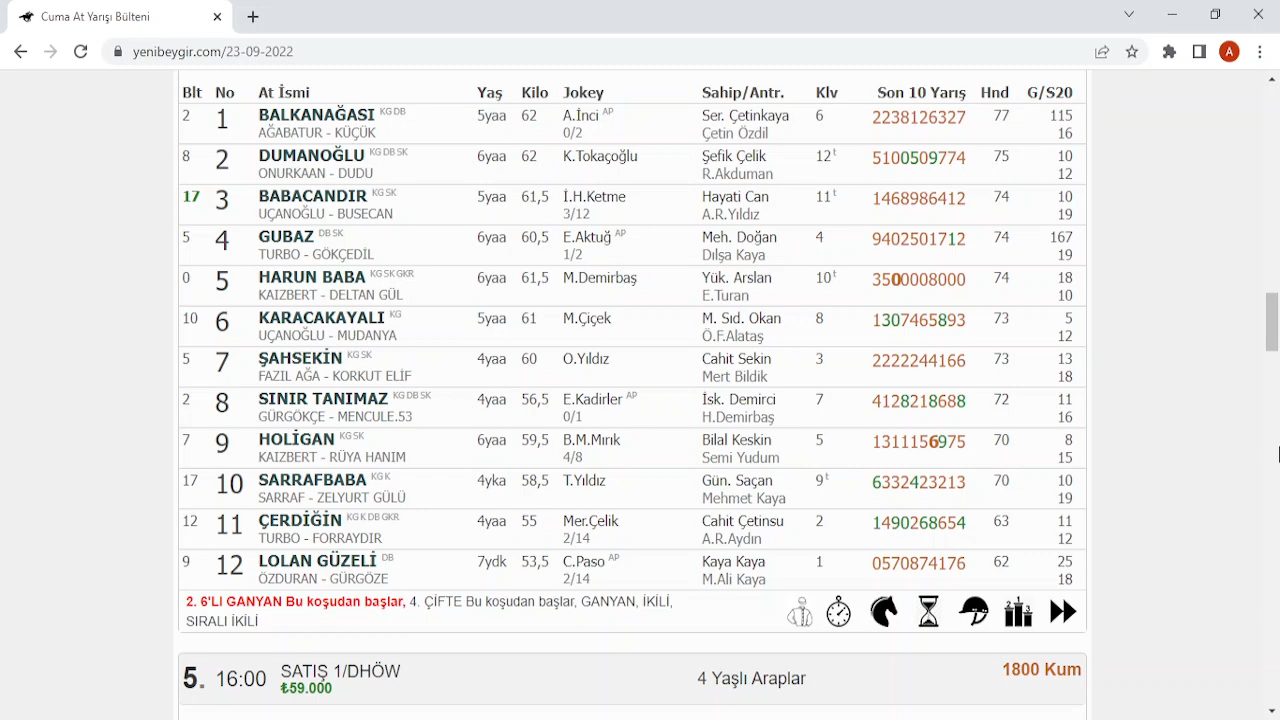 Cuma At Yarışı Bülteni
yenibeygir.com/23-09-2022
A
Blt No At İsmi Yaş Kilo Jokey Sahip/Antr. Klv Son 10 Yarış Hnd G/S20
2 1 BALKANAĞASI KG DB 5yaa 62 A.İnci AP Ser. Çetinkaya 6 2238126327 77 115
AĞABATUR - KÜÇÜK 0/2 Çetin Özdil 16
8 2 DUMANOĞLU KG DB SK 6yaa 62 K.Tokaçoğlu Şefik Çelik 12t 5100509774 75 10
ONURKAAN - DUDU R.Akduman 12
17 3 BABACANDIR KG SK 5yaa 61,5 İ.H.Ketme Hayati Can 11t 1468986412 74 10
UÇANOĞLU - BUSECAN 3/12 A.R.Yıldız 19
5 4 GUBAZ DB SK 6yaa 60,5 E.Aktuğ AP Meh. Doğan 4 9402501712 74 167
TURBO - GÖKÇEDİL 1/2 Dılşa Kaya 19
0 5 HARUN BABA KG SK GKR 6yaa 61,5 M.Demirbaş Yük. Arslan 10t 3500008000 74 18
KAIZBERT - DELTAN GÜL E.Turan 10
10 6 KARACAKAYALI KG 5yaa 61 M.Çiçek M. Sıd. Okan 8 1307465893 73 5
UÇANOĞLU - MUDANYA Ö.F.Alataş 12
5 7 ŞAHSEKİN KG SK 4yaa 60 O.Yıldız Cahit Sekin 3 2222244166 73 13
FAZIL AĞA - KORKUT ELİF Mert Bildik 18
2 8 SINIR TANIMAZ KG DB SK 4yaa 56,5 E.Kadirler AP İsk. Demirci 7 4128218688 72 11
GÜRGÖKÇE - MENCULE.53 0/1 H.Demirbaş 16
7 9 HOLİGAN KG SK 6yaa 59,5 B.M.Mırık Bilal Keskin 5 1311156975 70 8
KAIZBERT - RÜYA HANIM 4/8 Semi Yudum 15
17 10 SARRAFBABA KG K 4yka 58,5 T.Yıldız Gün. Saçan 9t 6332423213 70 10
SARRAF - ZELYURT GÜLÜ Mehmet Kaya 19
12 11 ÇERDİĞİN KG K DB GKR 4yaa 55 Mer.Çelik Cahit Çetinsu 2 1490268654 63 11
TURBO - FORRAYDIR 2/14 A.R.Aydın 12
9 12 LOLAN GÜZELİ DB 7ydk 53,5 C.Paso AP Kaya Kaya 1 0570874176 62 25
ÖZDURAN - GÜRGÖZE 2/14 M.Ali Kaya 18
2. 6'LI GANYAN Bu koşudan başlar, 4. ÇİFTE Bu koşudan başlar, GANYAN, İKİLİ,
SIRALI İKİLİ
5. 16:00 SATIŞ 1/DHÖW 4 Yaşlı Araplar 1800 Kum
₺59.000